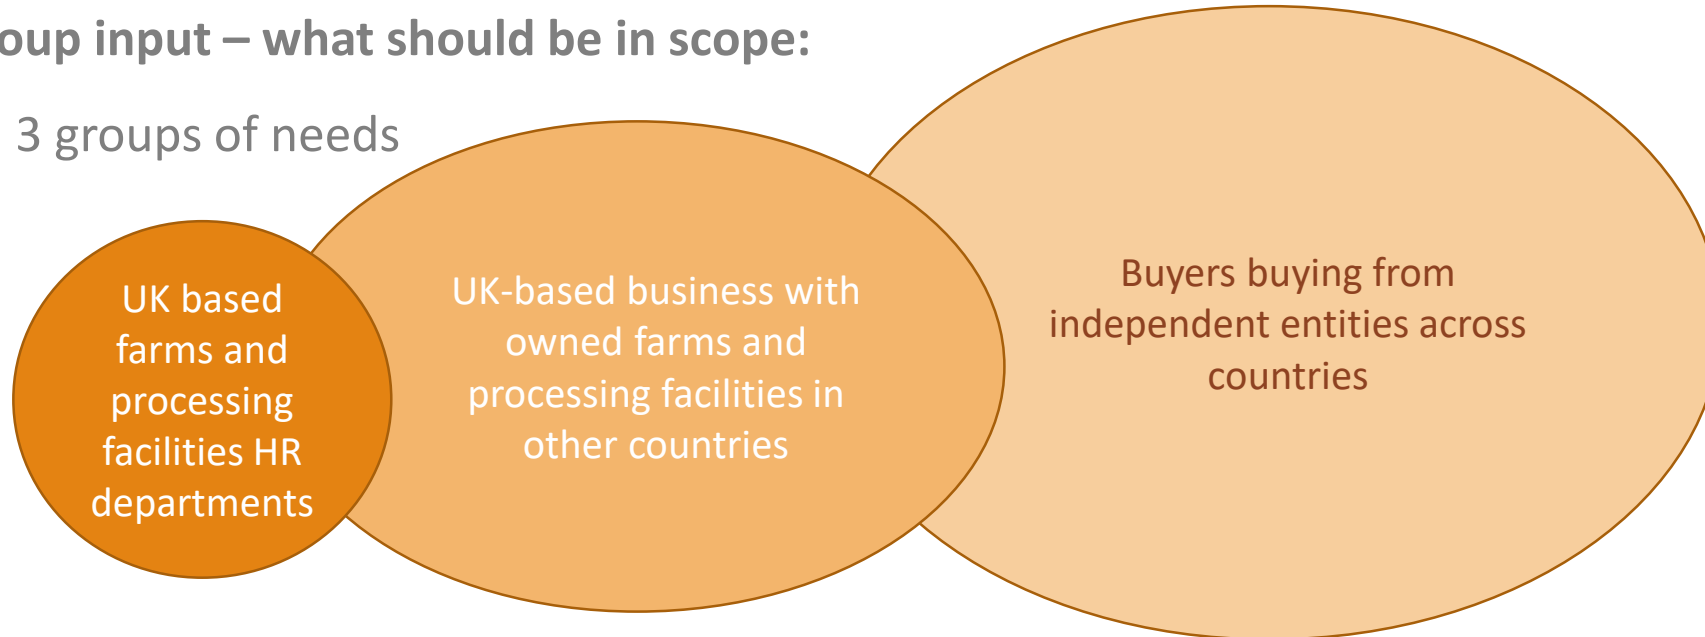 oup input – what should be in scope:
3 groups of needs
UK based
farms and
processing
facilities HR
departments
UK-based business with
owned farms and
processing facilities in
other countries
Buyers buying from
independent entities across
countries